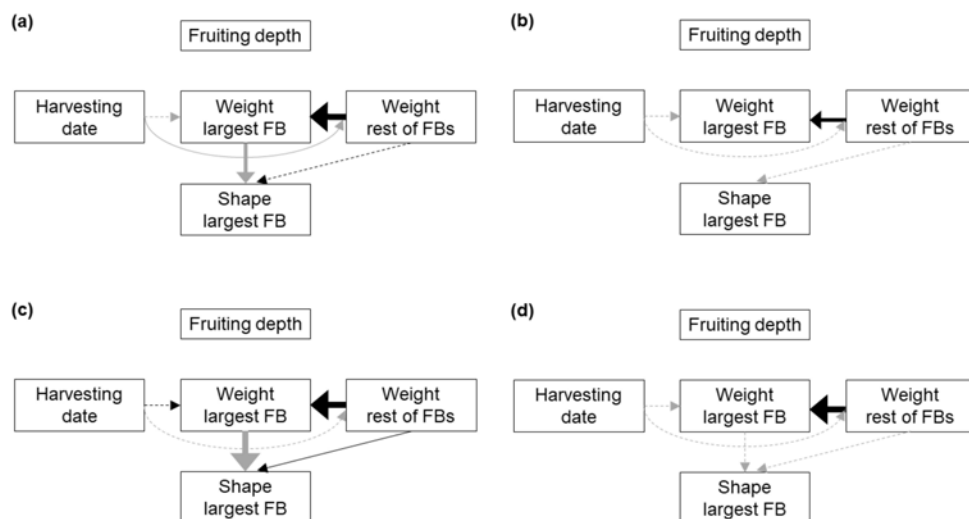 (a)
Fruiting depth
Harvesting
date
Weight
largest FB
Weight
rest of FBs
Shape
largest FB
(b)
Fruiting depth
Harvesting
date
Weight
largest FB
Weight
rest of FBs
Shape
largest FB
(c)
Fruiting depth
Harvesting
date
Weight
largest FB
Weight
rest of FBs
Shape
largest FB
(d)
Fruiting depth
Harvesting
date
Weight
largest FB
Weight
rest of FBs
Shape
largest FB